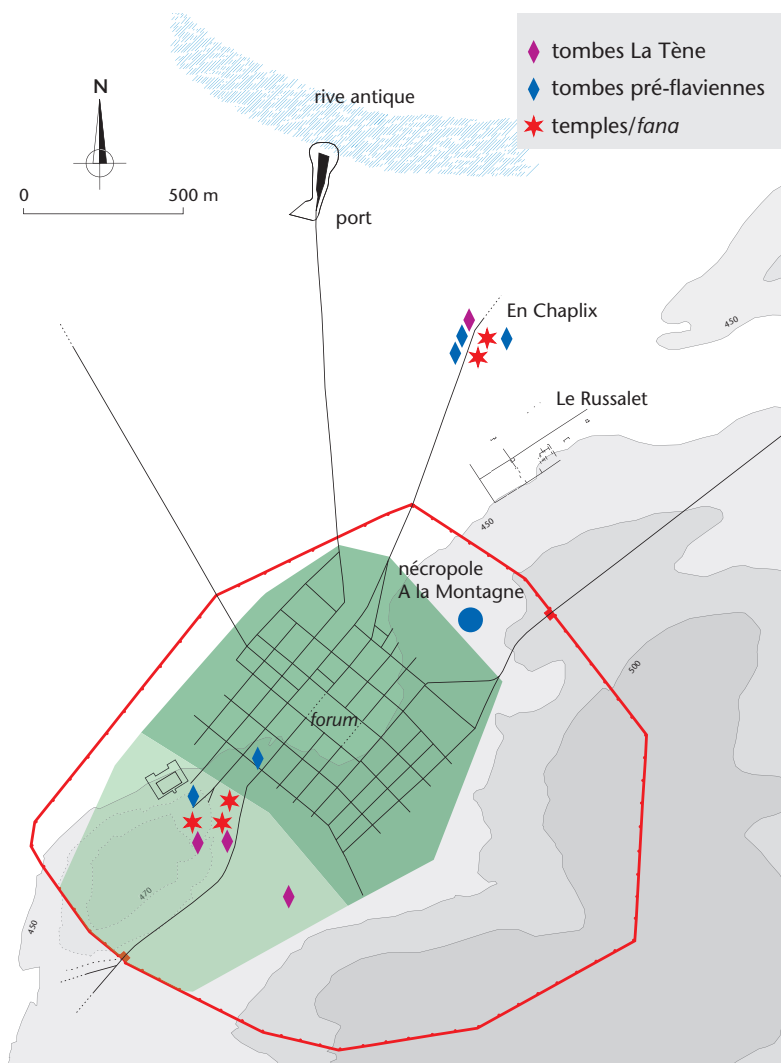 tombes La Tène
tombes pré-flaviennes
temples/fana
rive antique
N
0 500 m
port
En Chaplix
450
Le Russalet
450
nécropole
A la Montagne
500
forum
470
450